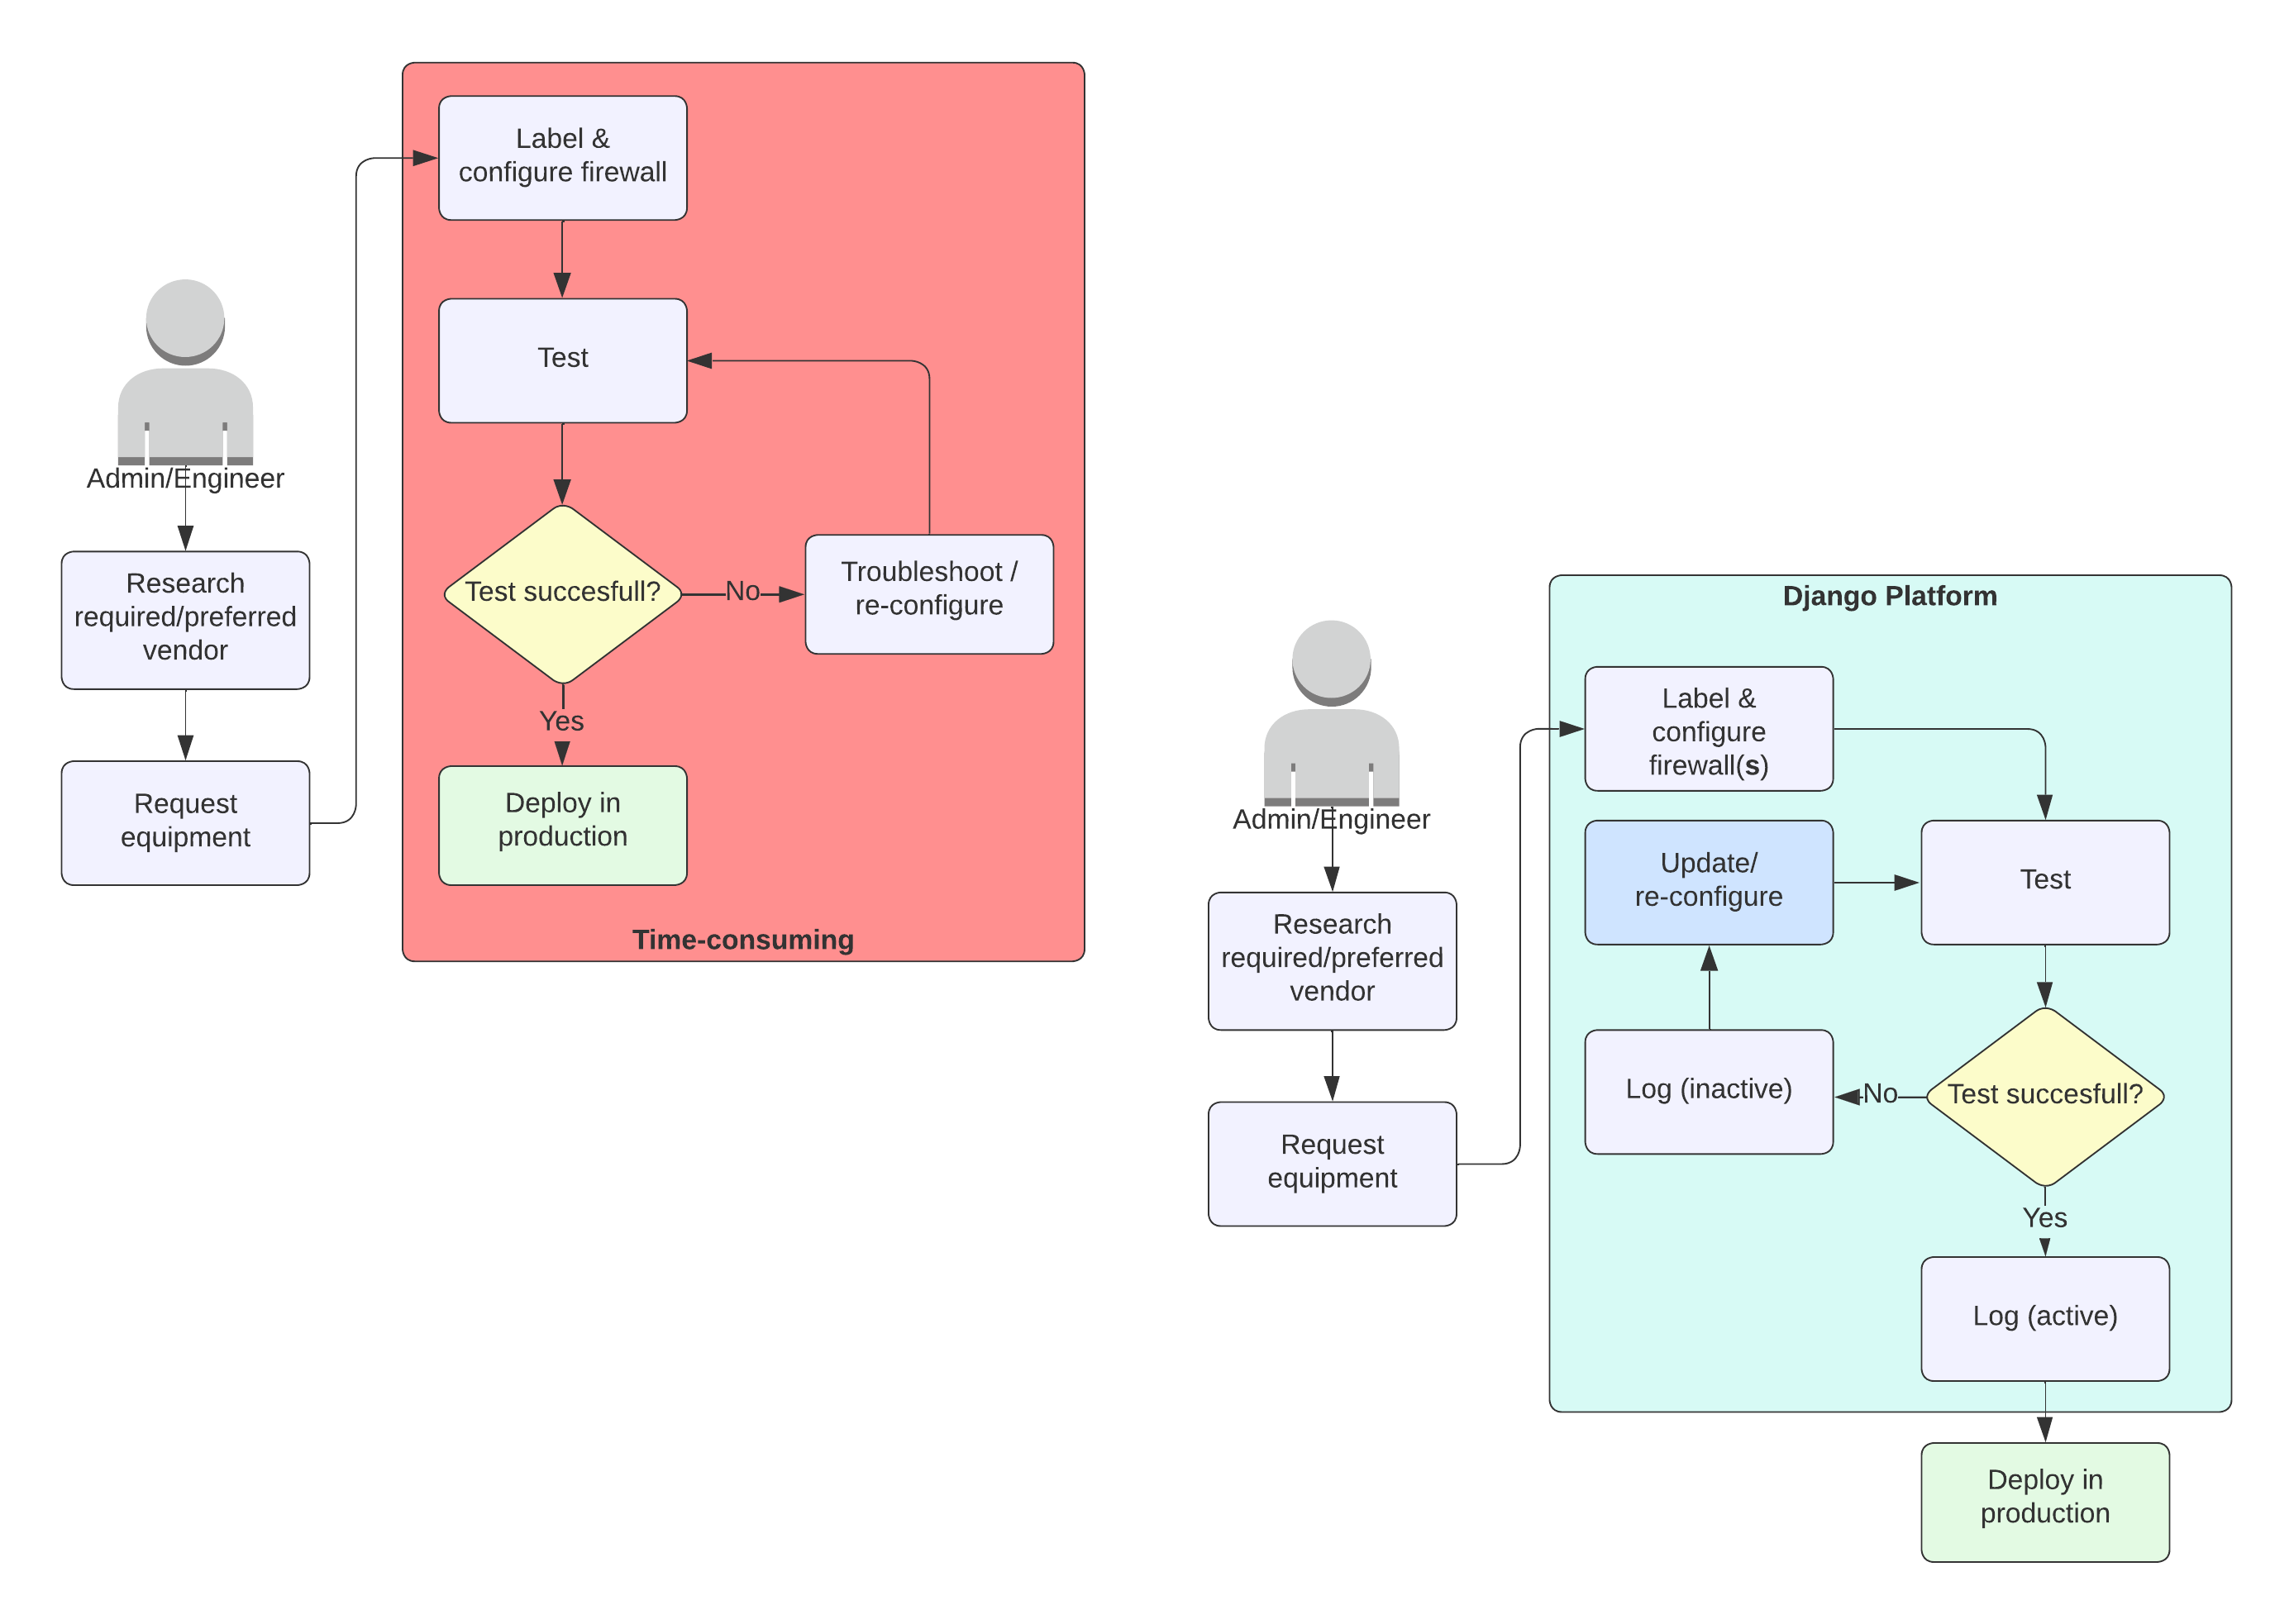 Label &
configure firewall
Test
Admin/Engineer
Research
required/preferred
vendor
Test succesfull?
No
Troubleshoot /
re-configure
Yes
Request
equipment
Deploy in
production
Time-consuming
Django Platform
Admin/Engineer
Label &
configure
firewall(s)
Update/
re-configure
Test
Research
required/preferred
vendor
Log (inactive)
No
Test succesfull?
Request
equipment
Yes
Log (active)
Deploy in
production